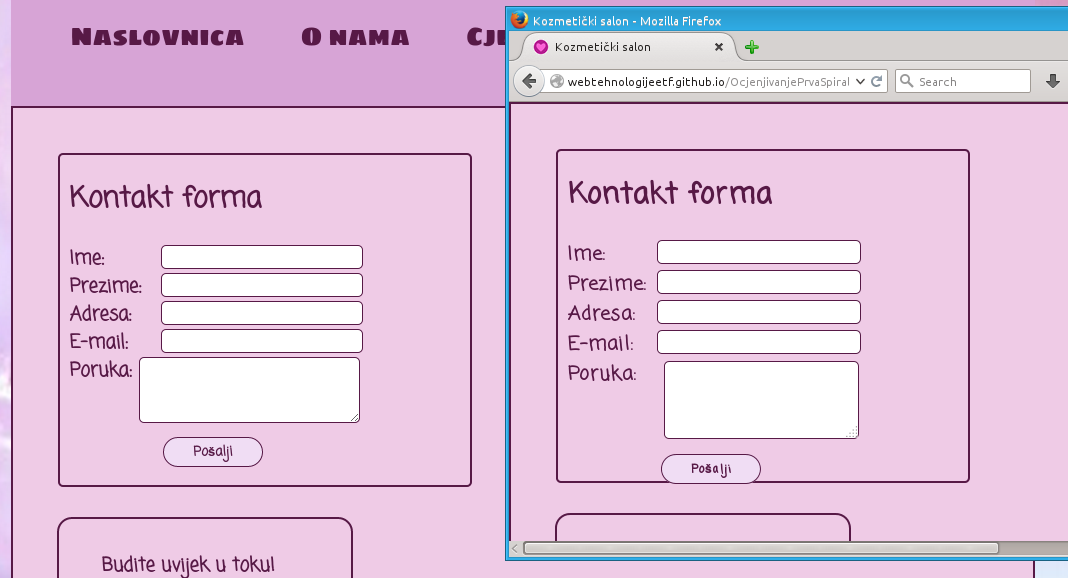 Naslovnica O nama Cj
Kontakt forma
Ime:
Prezime:
Adresa:
E-mail:
Poruka:
Pošalji
Budite uvijek u toku!
Kozmetički salon - Mozilla Firefox
Kozmetički salon
webtehnologijeetf.github.io/OcjenjivanjePrvaSpiral
Search
Kontakt forma
Ime:
Prezime:
Adresa:
E-mail:
Poruka:
Pošalji